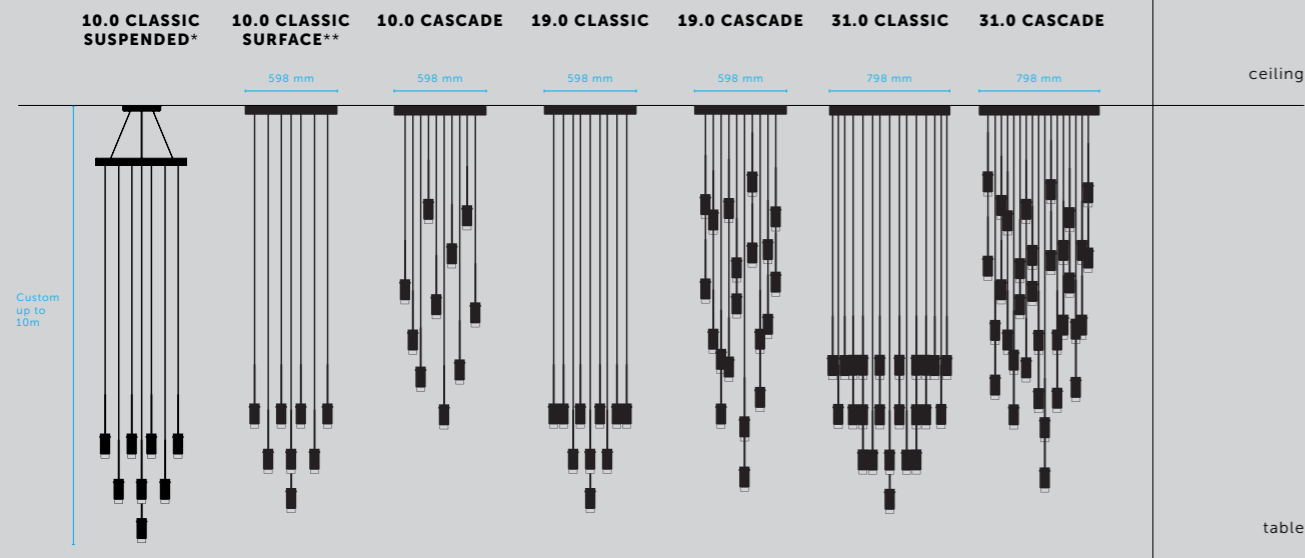 10.0 CLASSIC
SUSPENDED*
10.0 CLASSIC
SURFACE**
10.0 CASCADE
19.0 CLASSIC
19.0 CASCADE
31.0 CLASSIC
31.0 CASCADE
598 mm
598 mm
598 mm
598 mm
798 mm
798 mm
ceiling
Custom
up to
10m
table